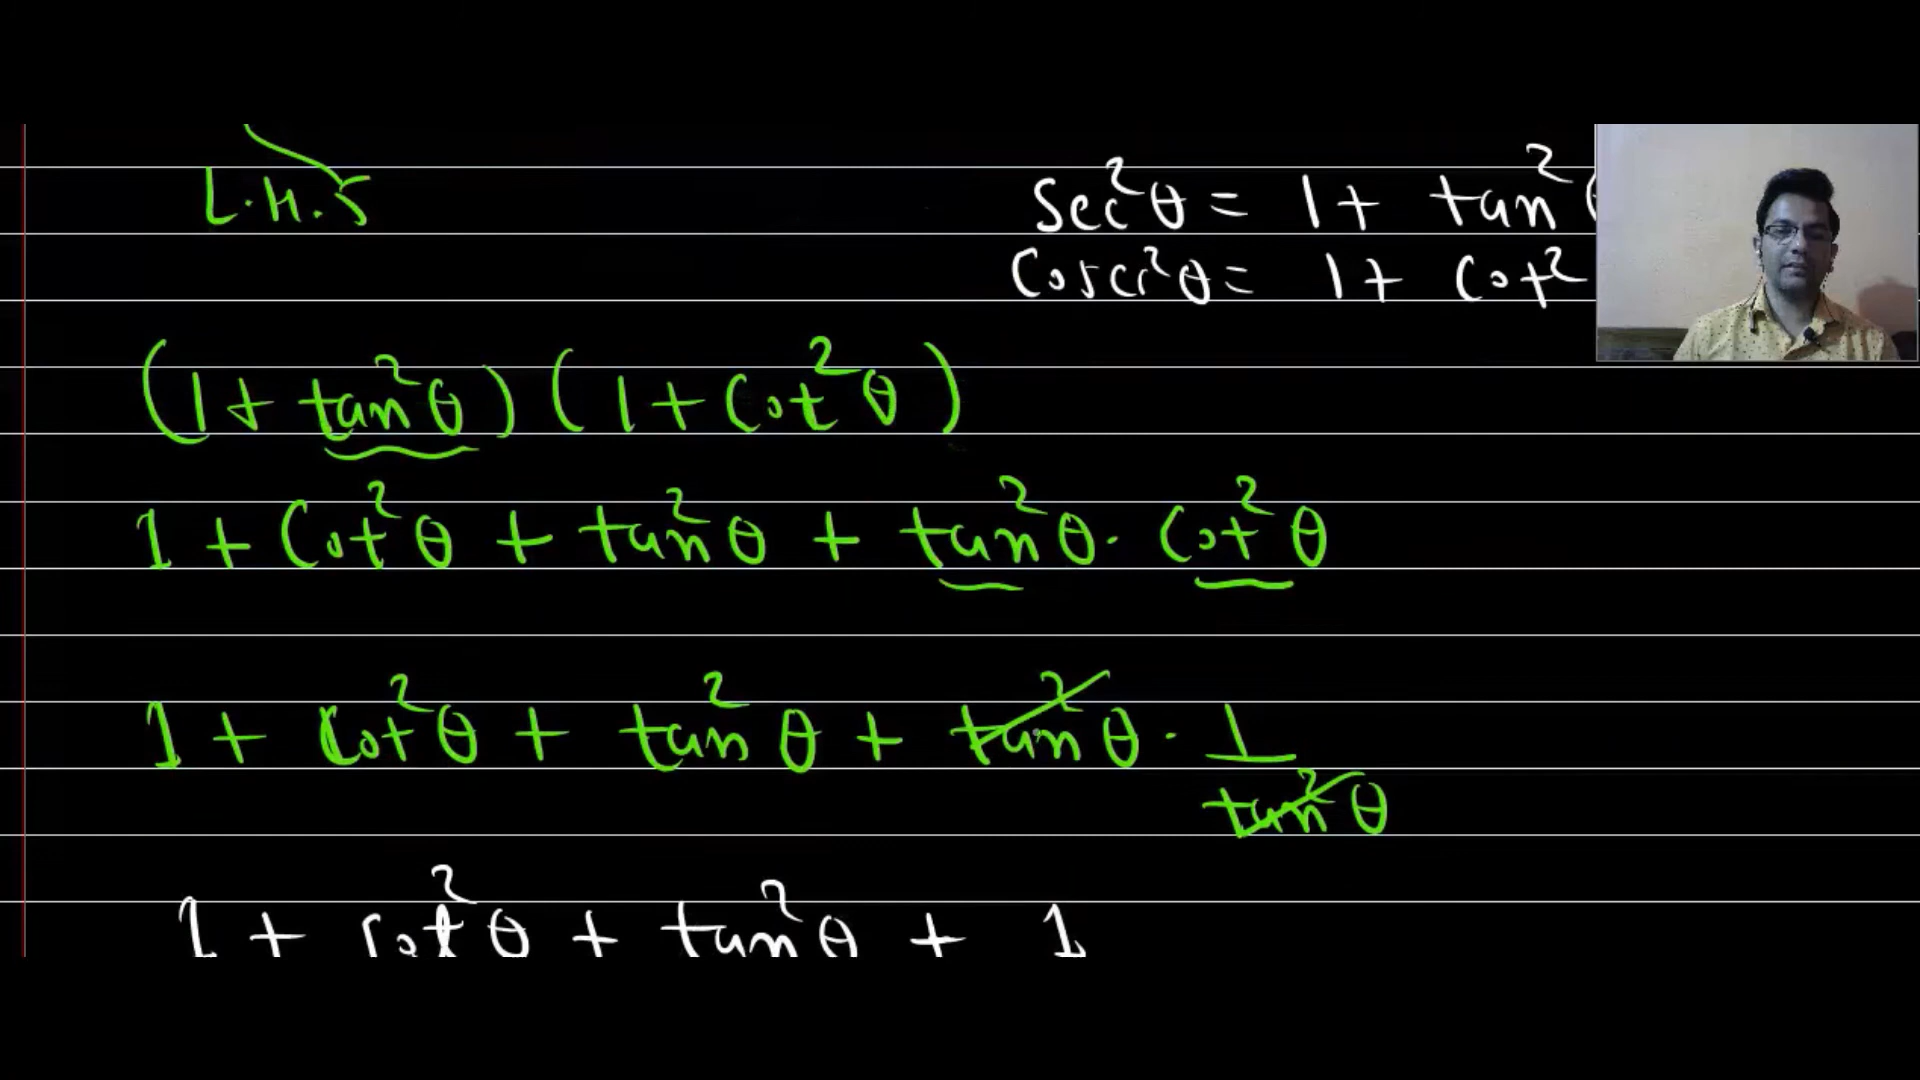 L.H.S
sec²θ = 1 + tan²
cosec²θ = 1 + cot²
(1 + tan²θ)(1 + cot²θ)
1 + cot²θ + tan²θ + tan²θ · cot²θ
1 + cot²θ + tan²θ + tan²θ · 1
tan²θ
1 + cot²θ + tan²θ + 1